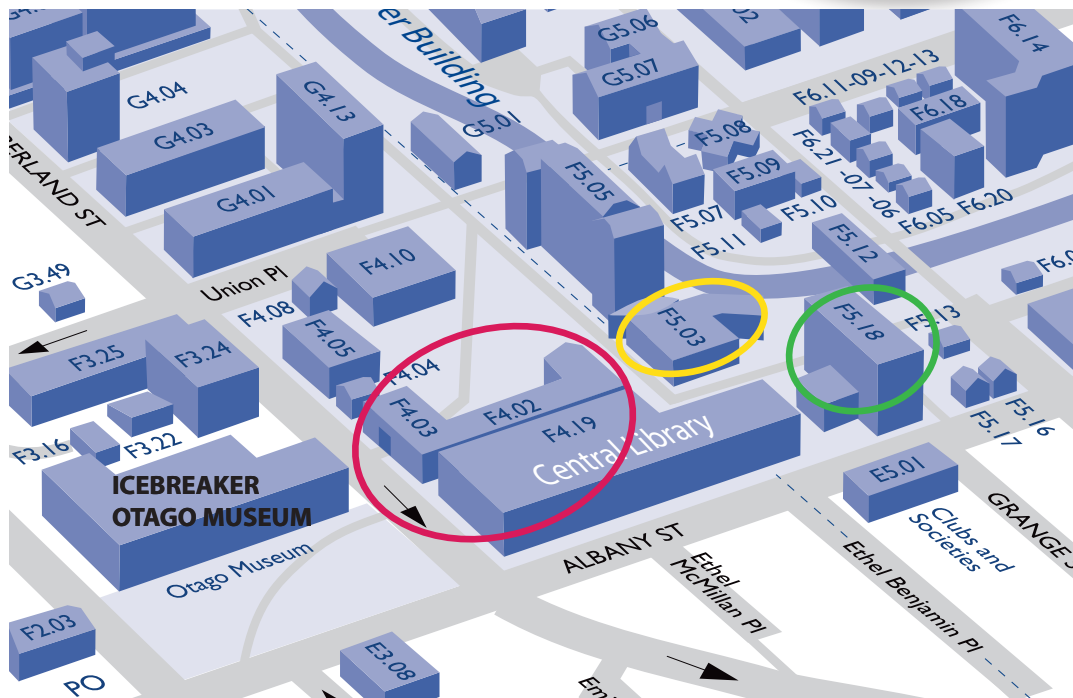 er Building
G5.06
G5.07
F6.14
F6.11-09-12-13
F6.18
G4.04
G4.13
G4.03
G5.01
F5.08
F6.21
-07
-06
F5.05
F5.09
G4.01
F5.07
F5.10
F6.05
F6.20
F5.11
ERLAND ST
F4.10
F5.12
G3.49
Union Pl
F4.08
F5.03
F5.18
F5.13
F4.05
F3.25
F3.24
F4.04
F4.03
F4.02
F4.19
Central Library
F5.16
F5.17
F3.16
F3.22
E5.01
ICEBREAKER
OTAGO MUSEUM
Otago Museum
ALBANY ST
Clubs and
Societies
GRANGE S
Ethel
McMillan Pl
Ethel Benjamin Pl
F2.03
PO
E3.08